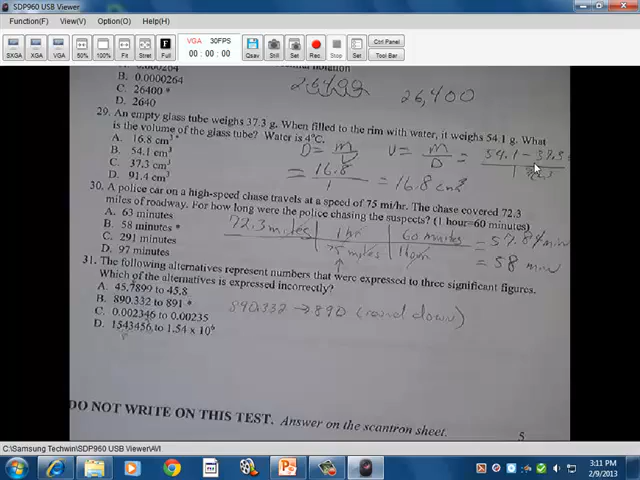 SDP960 USB Viewer
Function(F) View(V) Option(O) Help(H)
VGA 30FPS
00 : 00 : 00
SXGA XGA VGA 50% 100% Fit Stret Full Qsav Still Set Rec Stop Set
Ctrl Panel
Tool Bar
B. 0.0000264
C. 26400 *
D. 2640
26,400
29. An empty glass tube weighs 37.3 g. When filled to the rim with water, it weighs 54.1 g. What
is the volume of the glass tube? Water is 4°C.
A. 16.8 cm³ *
B. 54.1 cm³
C. 37.3 cm³
D. 91.4 cm³
D = m/V V = m/D = 54.1 - 37.3
= 16.8/1 = 16.8 cm³
30. A police car on a high-speed chase travels at a speed of 75 mi/hr. The chase covered 72.3
miles of roadway. For how long were the police chasing the suspects? (1 hour=60 minutes)
A. 63 minutes
B. 58 minutes *
C. 291 minutes
D. 97 minutes
72.3 miles | 1 hr | 60 minutes = 57.84 min
75 miles | 1 hour = 58 min
31. The following alternatives represent numbers that were expressed to three significant figures.
Which of the alternatives is expressed incorrectly?
A. 45.7899 to 45.8
B. 890.332 to 891 *
C. 0.002346 to 0.00235
D. 1543456 to 1.54 x 10⁶
890.332 → 890 (round down)
DO NOT WRITE ON THIS TEST. Answer on the scantron sheet.
5
C:\Samsung Techwin\SDP960 USB Viewer\AVI
3:11 PM
2/9/2013